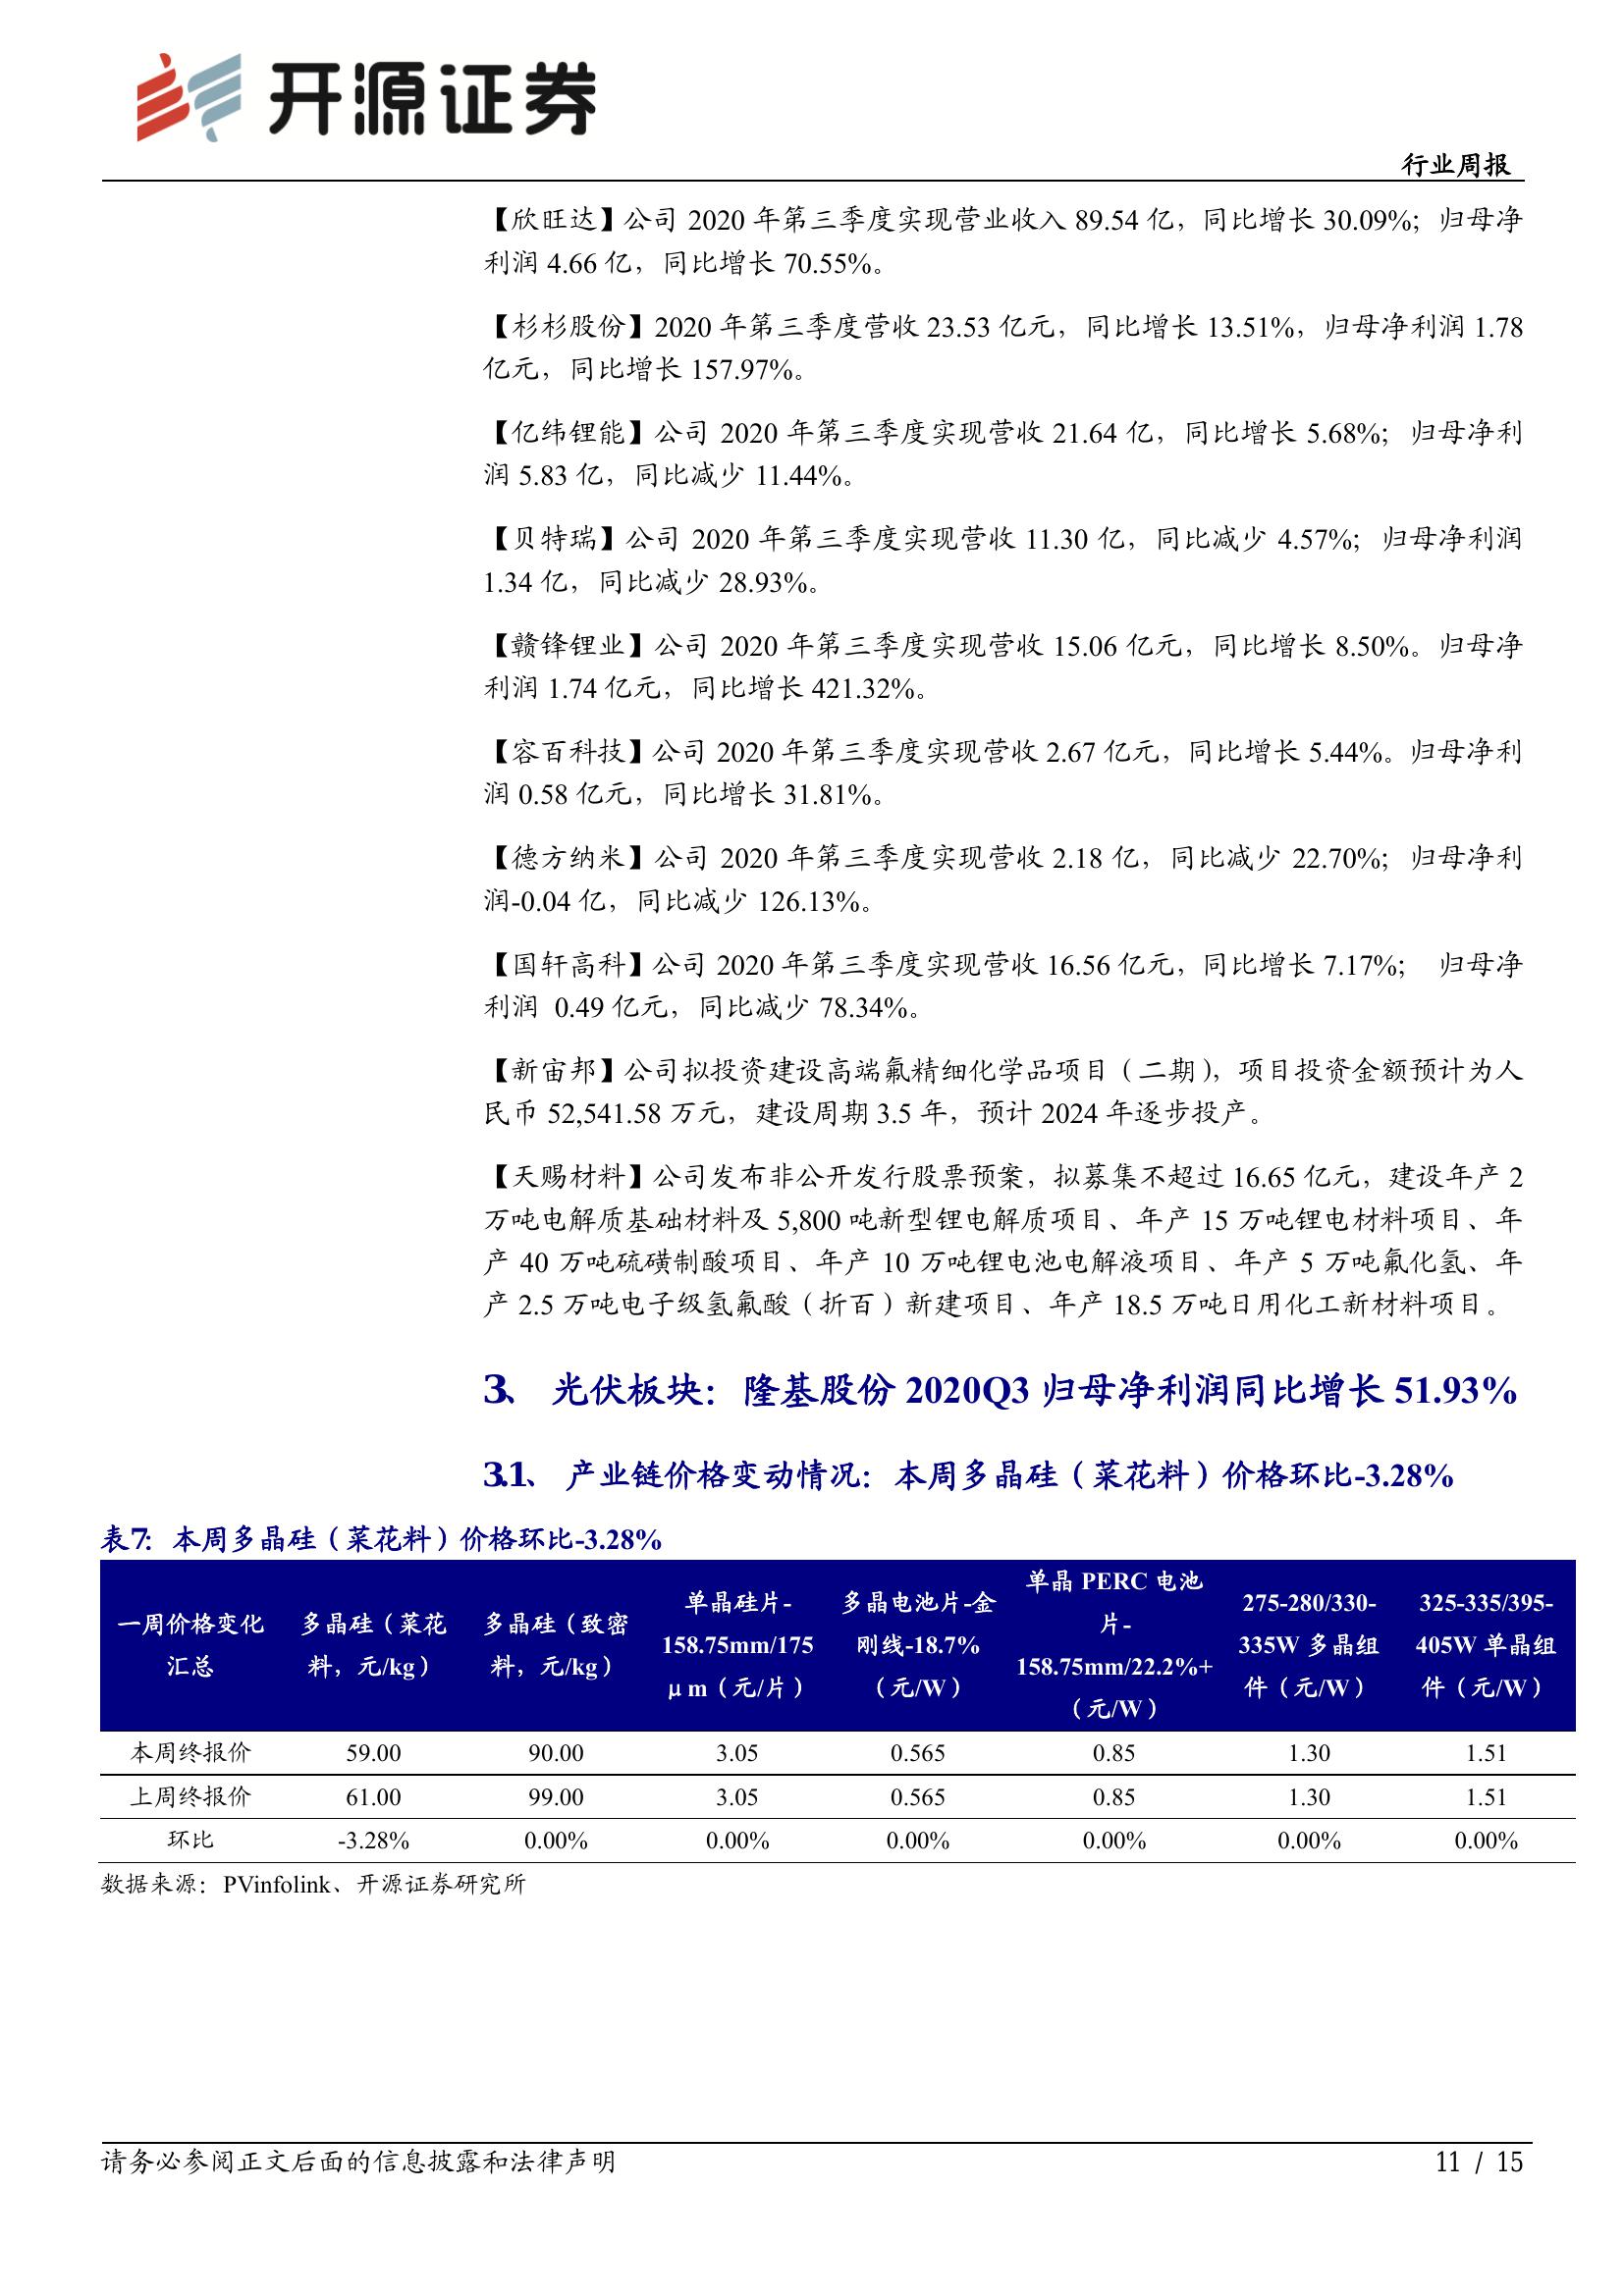 开源证券
行业周报
【欣旺达】公司 2020 年第三季度实现营业收入 89.54 亿，同比增长 30.09%；归母净
利润 4.66 亿，同比增长 70.55%。
【杉杉股份】2020 年第三季度营收 23.53 亿元，同比增长 13.51%，归母净利润 1.78
亿元，同比增长 157.97%。
【亿纬锂能】公司 2020 年第三季度实现营收 21.64 亿，同比增长 5.68%；归母净利
润 5.83 亿，同比减少 11.44%。
【贝特瑞】公司 2020 年第三季度实现营收 11.30 亿，同比减少 4.57%；归母净利润
1.34 亿，同比减少 28.93%。
【赣锋锂业】公司 2020 年第三季度实现营收 15.06 亿元，同比增长 8.50%。归母净
利润 1.74 亿元，同比增长 421.32%。
【容百科技】公司 2020 年第三季度实现营收 2.67 亿元，同比增长 5.44%。归母净利
润 0.58 亿元，同比增长 31.81%。
【德方纳米】公司 2020 年第三季度实现营收 2.18 亿，同比减少 22.70%；归母净利
润-0.04 亿，同比减少 126.13%。
【国轩高科】公司 2020 年第三季度实现营收 16.56 亿元，同比增长 7.17%； 归母净
利润 0.49 亿元，同比减少 78.34%。
【新宙邦】公司拟投资建设高端氟精细化学品项目（二期），项目投资金额预计为人
民币 52,541.58 万元，建设周期 3.5 年，预计 2024 年逐步投产。
【天赐材料】公司发布非公开发行股票预案，拟募集不超过 16.65 亿元，建设年产 2
万吨电解质基础材料及 5,800 吨新型锂电解质项目、年产 15 万吨锂电材料项目、年
产 40 万吨硫磺制酸项目、年产 10 万吨锂电池电解液项目、年产 5 万吨氟化氢、年
产 2.5 万吨电子级氢氟酸（折百）新建项目、年产 18.5 万吨日用化工新材料项目。
3、 光伏板块：隆基股份 2020Q3 归母净利润同比增长 51.93%
3.1、 产业链价格变动情况：本周多晶硅（菜花料）价格环比-3.28%
表7：本周多晶硅（菜花料）价格环比-3.28%
一周价格变化汇总 多晶硅（菜花料，元/kg） 多晶硅（致密料，元/kg） 单晶硅片-158.75mm/175μm（元/片） 多晶电池片-金刚线-18.7%（元/W） 单晶 PERC 电池片-158.75mm/22.2%+（元/W） 275-280/330-335W 多晶组件（元/W） 325-335/395-405W 单晶组件（元/W）
本周终报价 59.00 90.00 3.05 0.565 0.85 1.30 1.51
上周终报价 61.00 99.00 3.05 0.565 0.85 1.30 1.51
环比 -3.28% 0.00% 0.00% 0.00% 0.00% 0.00% 0.00%
数据来源：PVinfolink、开源证券研究所
请务必参阅正文后面的信息披露和法律声明
11 / 15